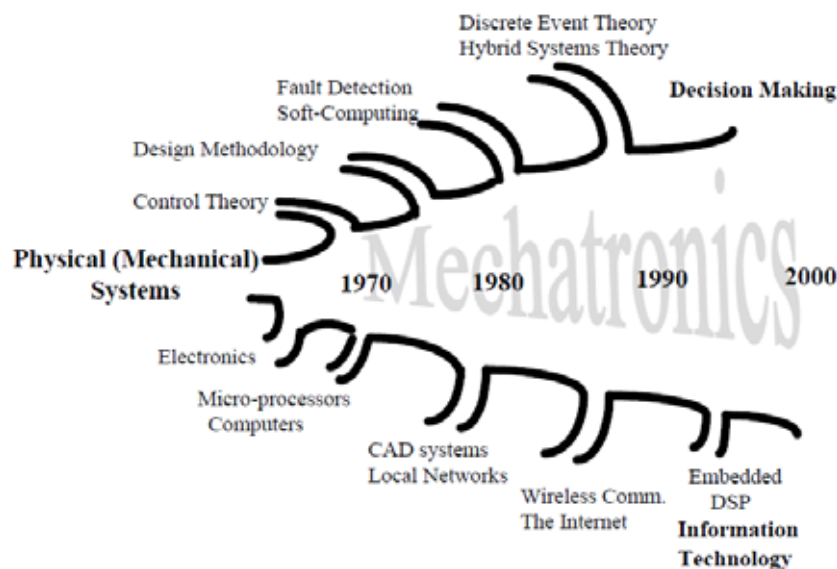 Discrete Event Theory
Hybrid Systems Theory
Decision Making
Fault Detection
Soft-Computing
Design Methodology
Control Theory
Physical (Mechanical)
Systems
Mechatronics
1970
1980
1990
2000
Electronics
Micro-processors
Computers
CAD systems
Local Networks
Wireless Comm.
The Internet
Embedded
DSP
Information
Technology